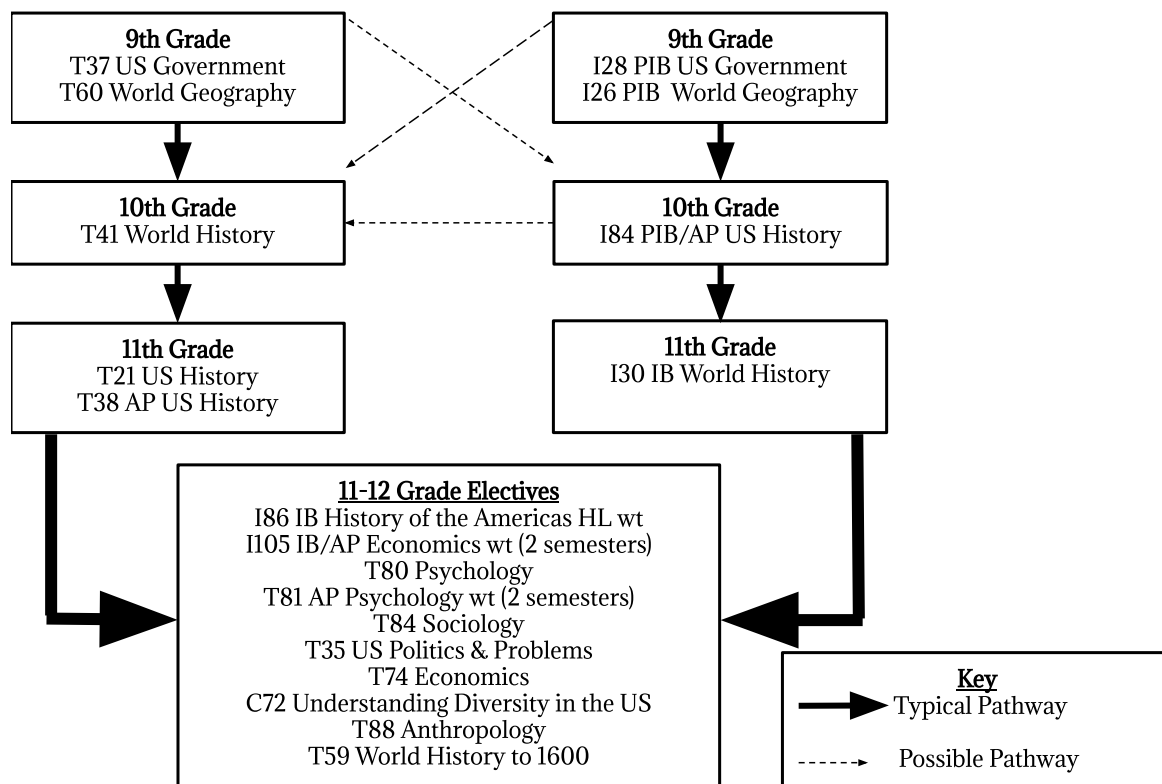 9th Grade
T37 US Government
T60 World Geography
9th Grade
I28 PIB US Government
I26 PIB World Geography
10th Grade
T41 World History
10th Grade
I84 PIB/AP US History
11th Grade
T21 US History
T38 AP US History
11th Grade
I30 IB World History
11-12 Grade Electives
I86 IB History of the Americas HL wt
I105 IB/AP Economics wt (2 semesters)
T80 Psychology
T81 AP Psychology wt (2 semesters)
T84 Sociology
T35 US Politics & Problems
T74 Economics
C72 Understanding Diversity in the US
T88 Anthropology
T59 World History to 1600
Key
Typical Pathway
Possible Pathway